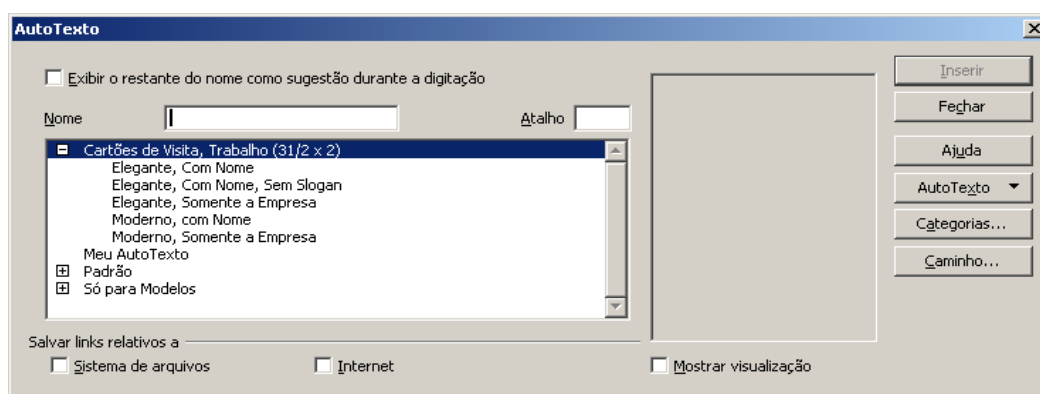 AutoTexto
Exibir o restante do nome como sugestão durante a digitação
Nome
Atalho
Cartões de Visita, Trabalho (31/2 x 2)
Elegante, Com Nome
Elegante, Com Nome, Sem Slogan
Elegante, Somente a Empresa
Moderno, com Nome
Moderno, Somente a Empresa
Meu AutoTexto
Padrão
Só para Modelos
Salvar links relativos a
Sistema de arquivos
Internet
Mostrar visualização
Inserir
Fechar
Ajuda
AutoTexto
Categorias...
Caminho...